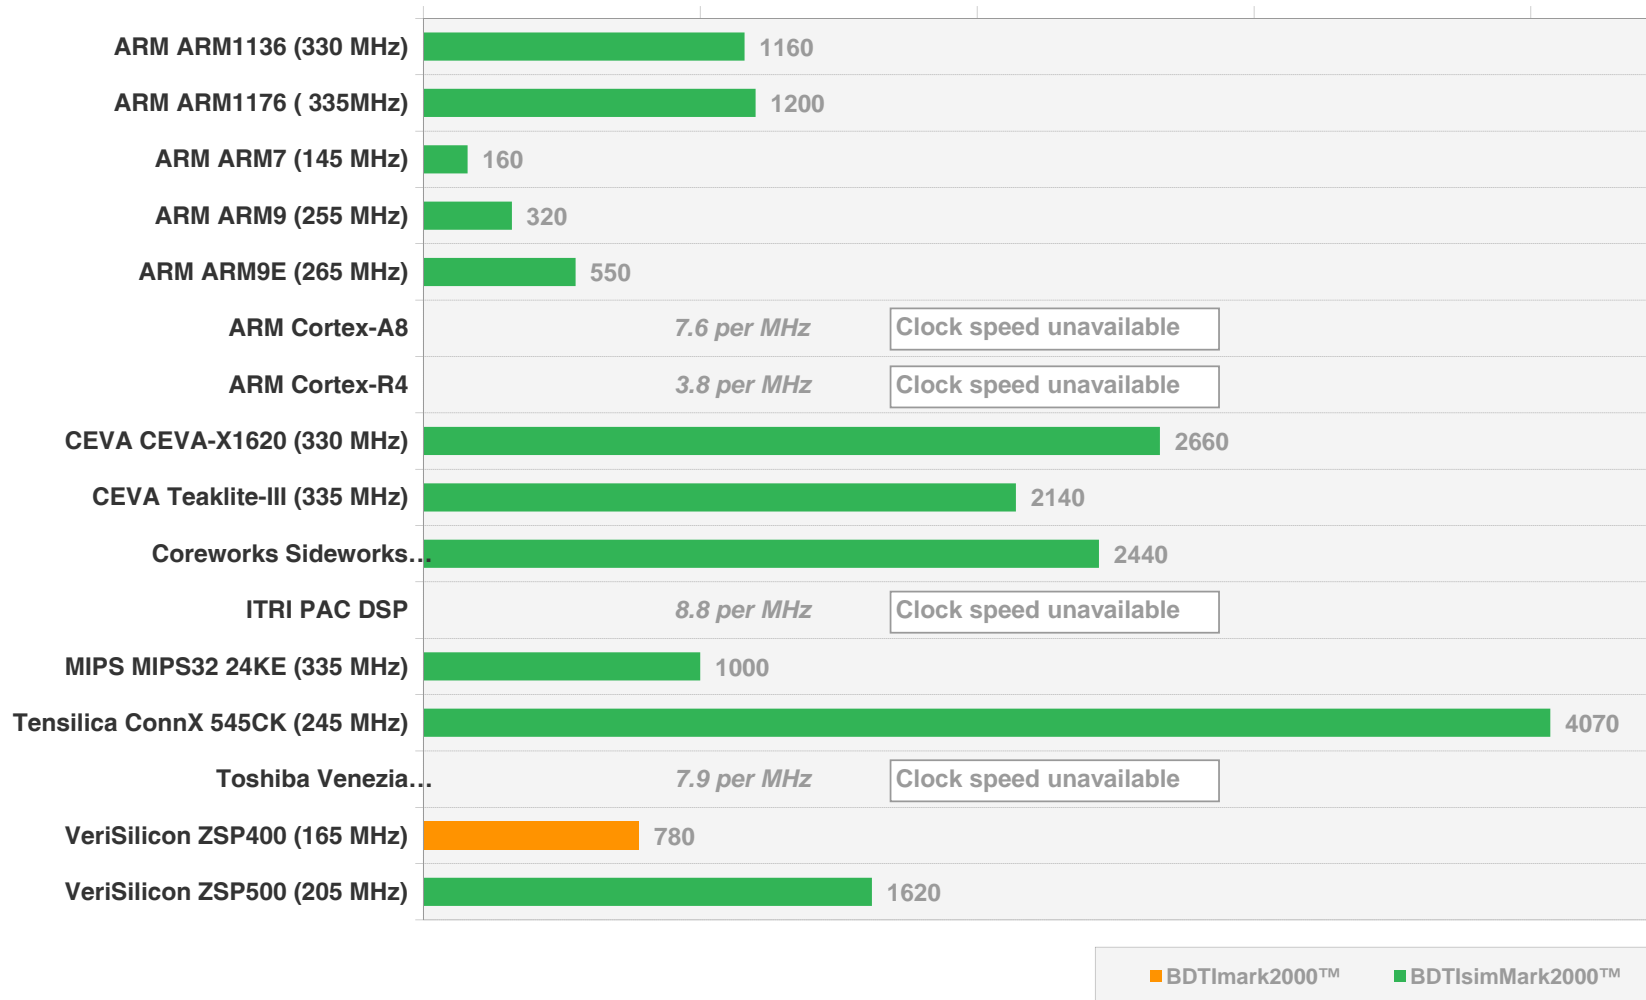 ARM ARM1136 (330 MHz) 1160
ARM ARM1176 ( 335MHz) 1200
ARM ARM7 (145 MHz) 160
ARM ARM9 (255 MHz) 320
ARM ARM9E (265 MHz) 550
ARM Cortex-A8 7.6 per MHz Clock speed unavailable
ARM Cortex-R4 3.8 per MHz Clock speed unavailable
CEVA CEVA-X1620 (330 MHz) 2660
CEVA Teaklite-III (335 MHz) 2140
Coreworks Sideworks... 2440
ITRI PAC DSP 8.8 per MHz Clock speed unavailable
MIPS MIPS32 24KE (335 MHz) 1000
Tensilica ConnX 545CK (245 MHz) 4070
Toshiba Venezia... 7.9 per MHz Clock speed unavailable
VeriSilicon ZSP400 (165 MHz) 780
VeriSilicon ZSP500 (205 MHz) 1620
BDTImark2000™ BDTIsimMark2000™